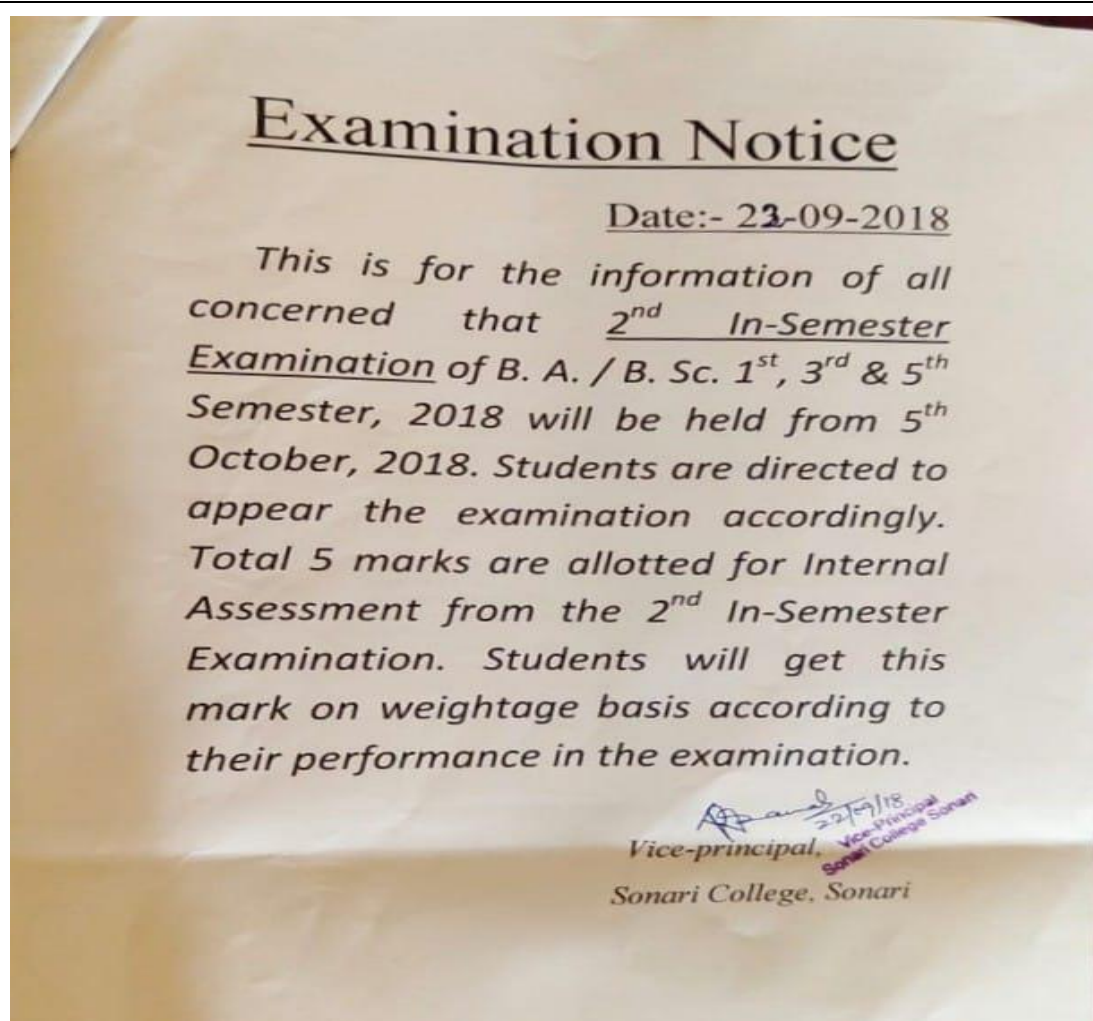 Examination Notice
Date:- 22-09-2018
This is for the information of all
concerned that 2nd In-Semester
Examination of B. A. / B. Sc. 1st, 3rd & 5th
Semester, 2018 will be held from 5th
October, 2018. Students are directed to
appear the examination accordingly.
Total 5 marks are allotted for Internal
Assessment from the 2nd In-Semester
Examination. Students will get this
mark on weightage basis according to
their performance in the examination.
22/09/18
Vice-Principal
Sonari College Sonari
Vice-principal,
Sonari College, Sonari